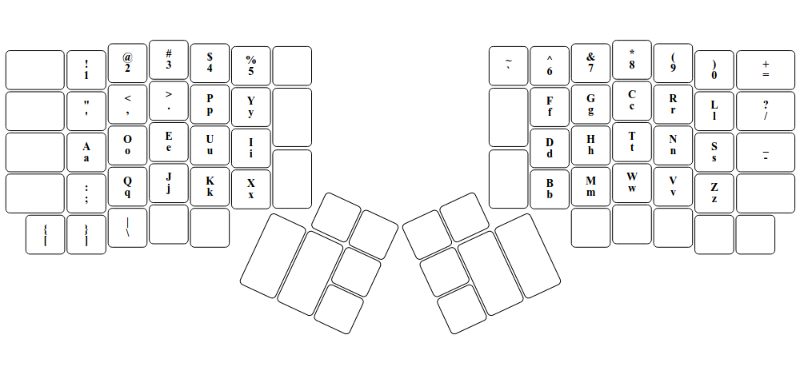 ! @ # $ % ~ ^ & * ( ) +
1 2 3 4 5 ` 6 7 8 9 0 =
" < > P Y F G C R L ?
' , . p y f g c r l /
A O E U I D H T N S _
a o e u i d h t n s -
: Q J K X B M W V Z
; q j k x b m w v z
{ } |
[ ] \